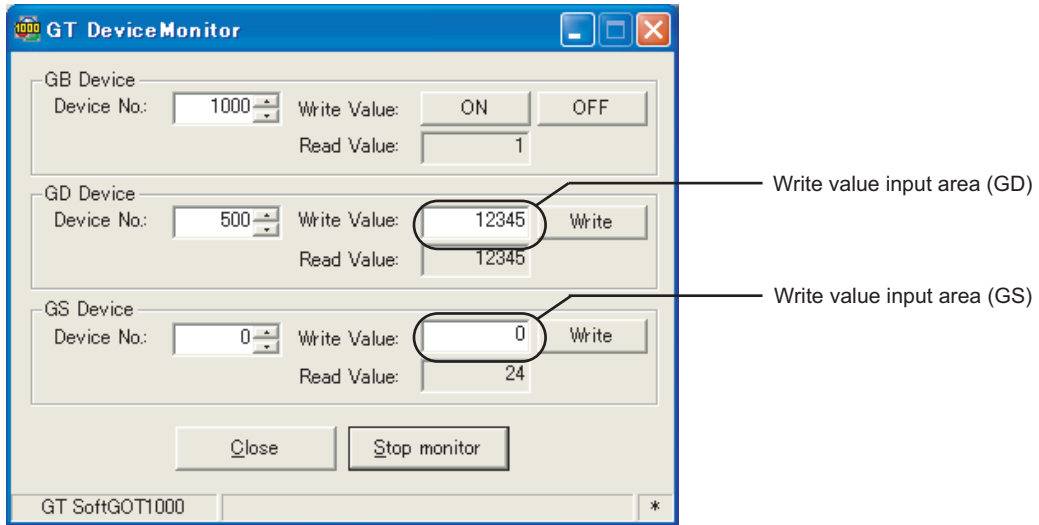 GT DeviceMonitor
GB Device
Device No.: 1000 Write Value: ON OFF
Read Value: 1
GD Device
Device No.: 500 Write Value: 12345 Write
Read Value: 12345
GS Device
Device No.: 0 Write Value: 0 Write
Read Value: 24
Close Stop monitor
GT SoftGOT1000 *
Write value input area (GD)
Write value input area (GS)